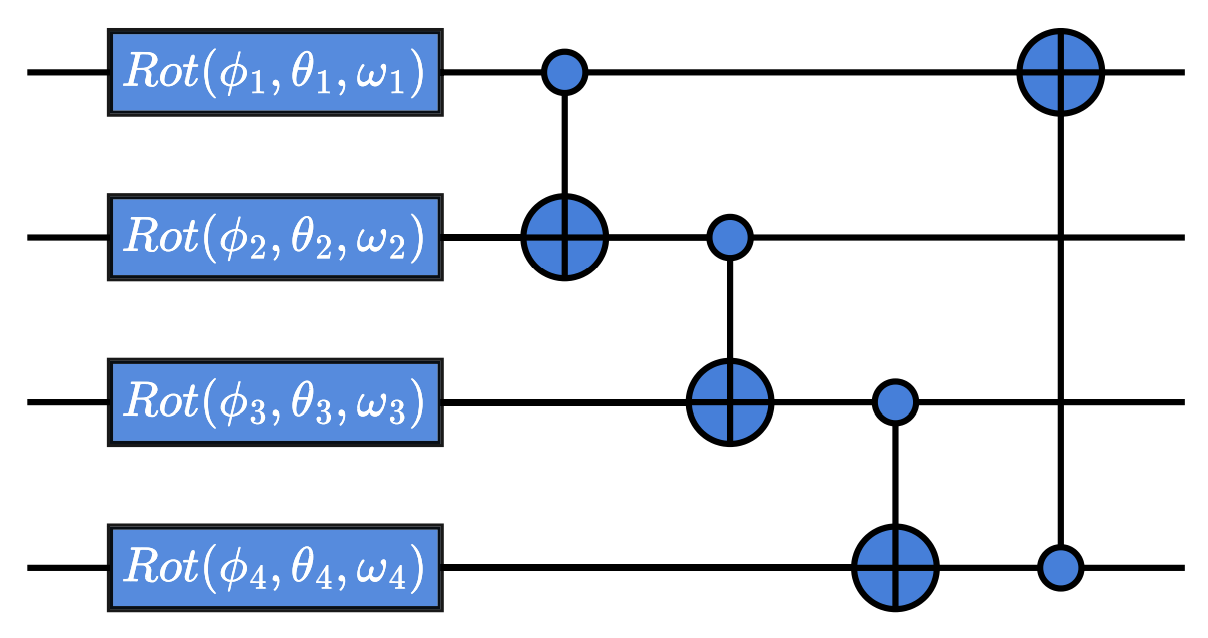 Rot(ϕ₁, θ₁, ω₁)
Rot(ϕ₂, θ₂, ω₂)
Rot(ϕ₃, θ₃, ω₃)
Rot(ϕ₄, θ₄, ω₄)